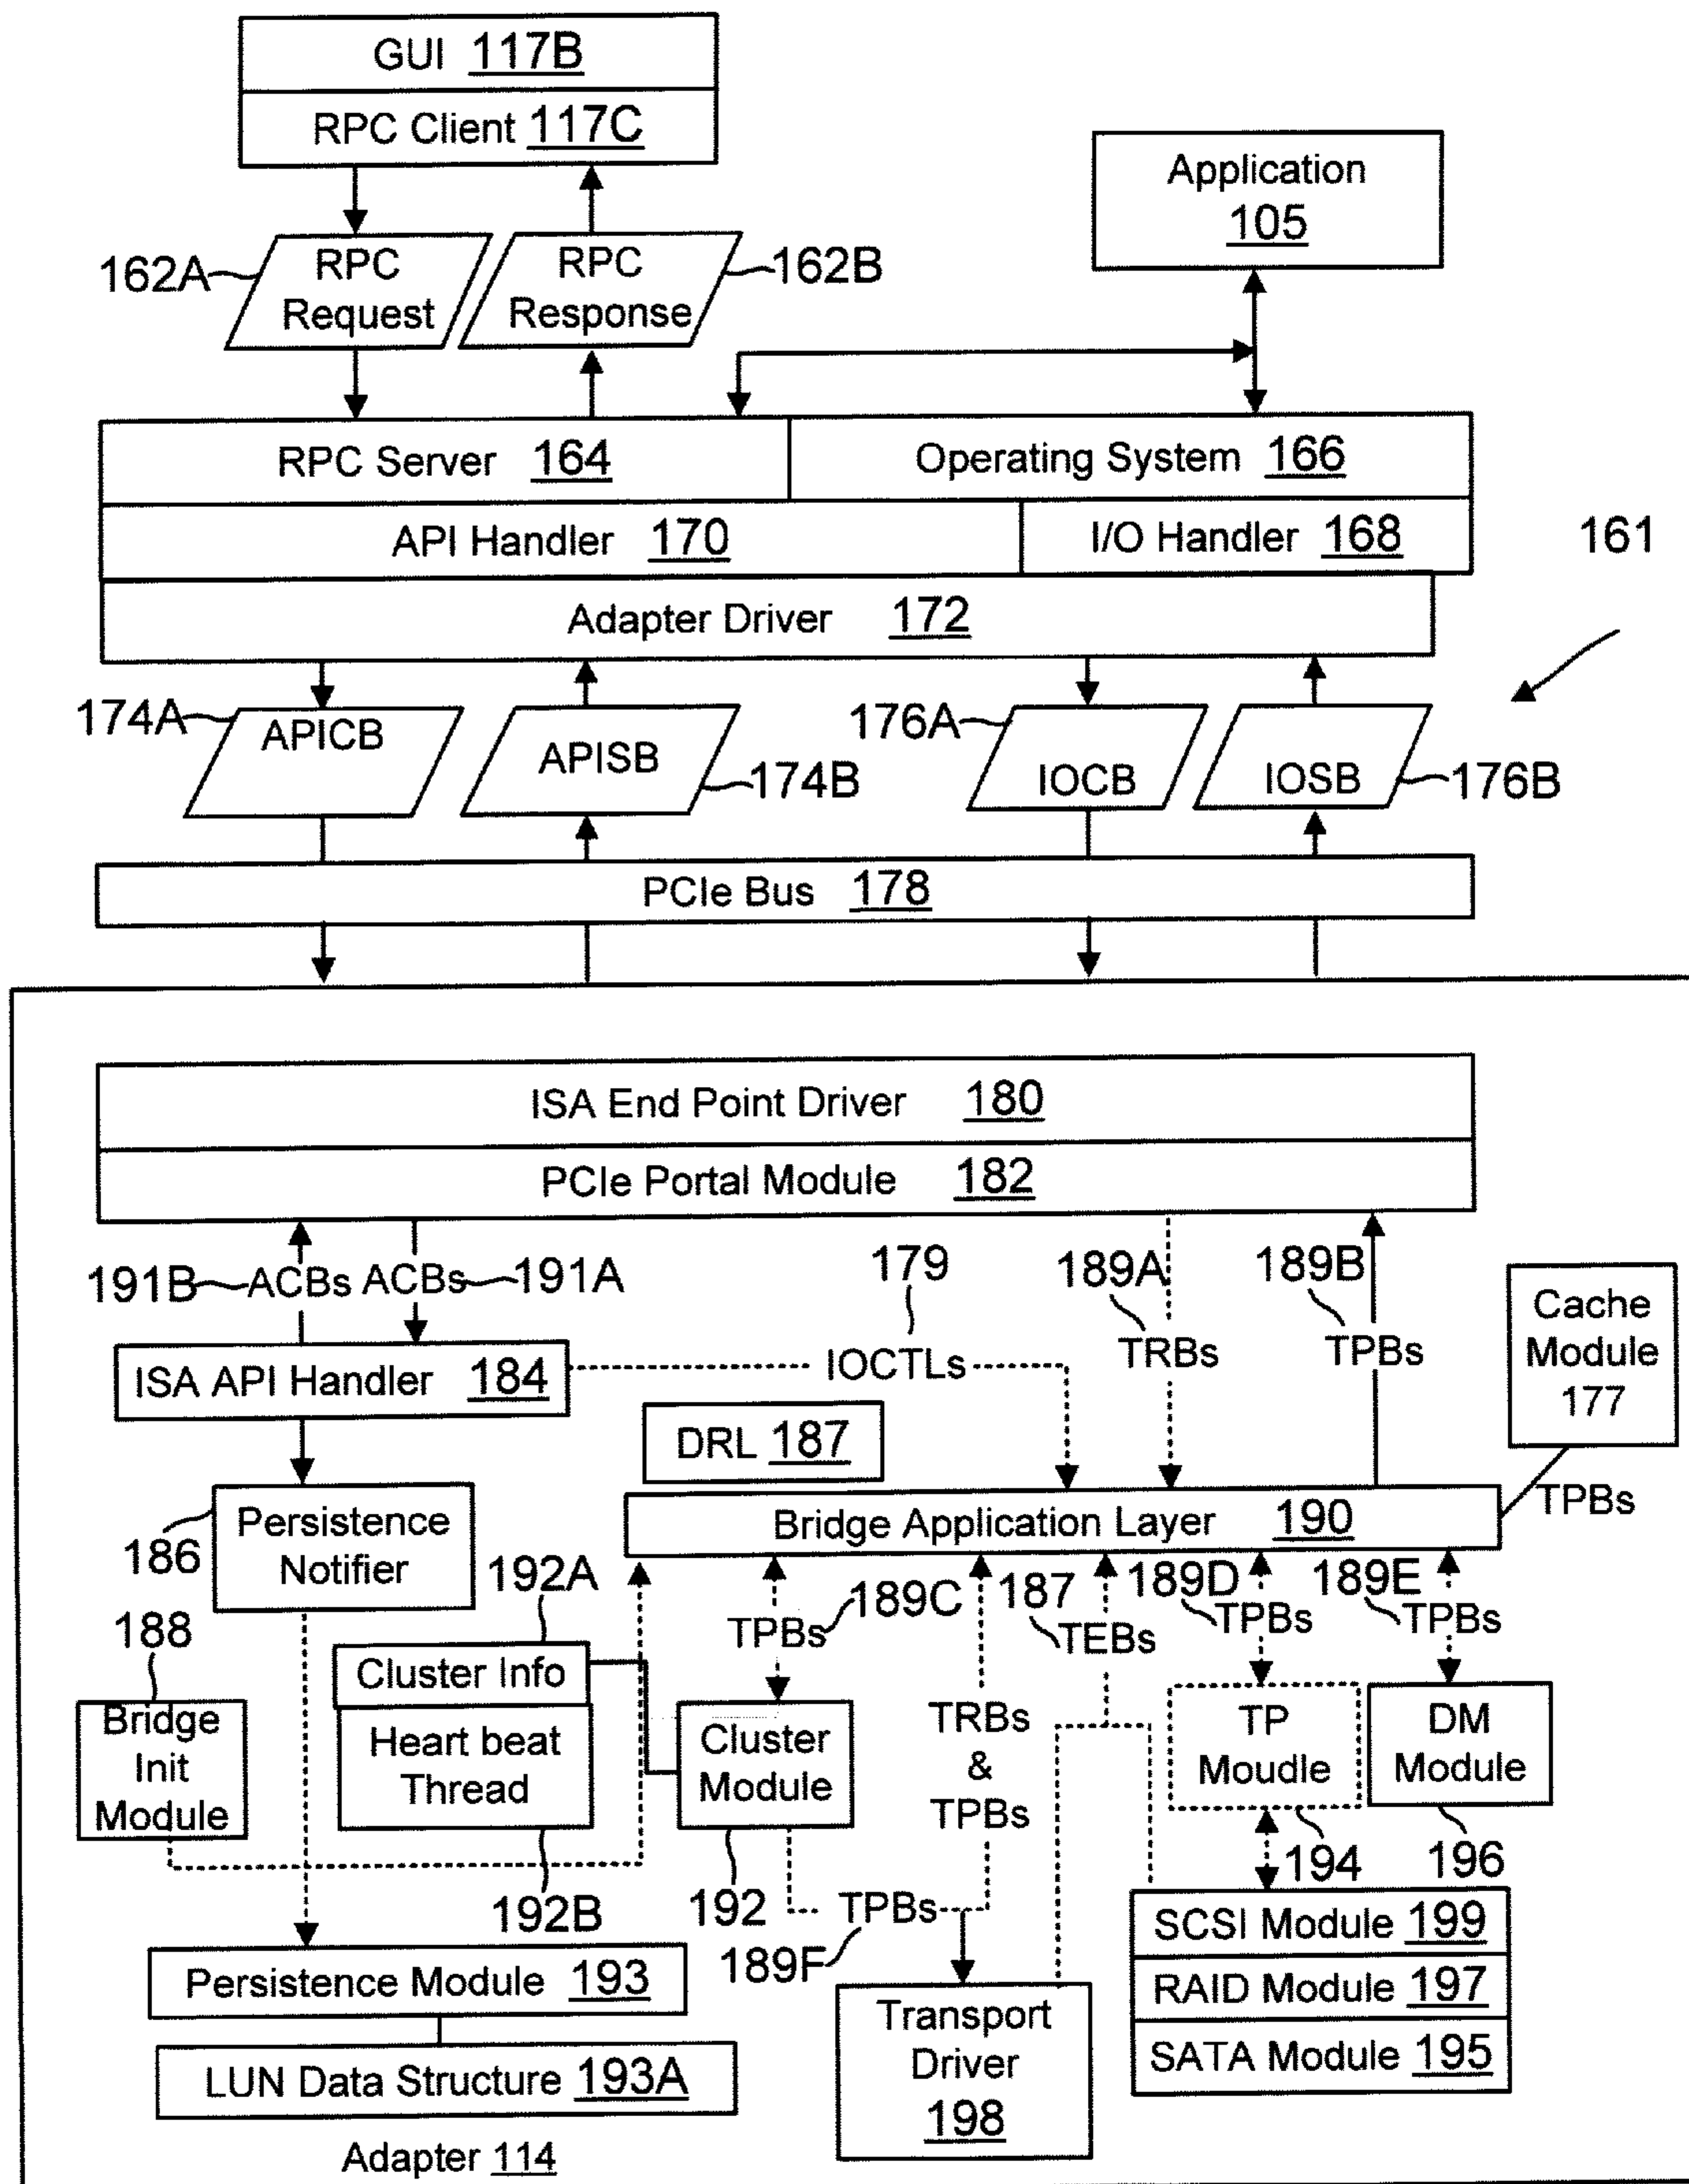 GUI 117B
RPC Client 117C
Application
105
162A
RPC
Request
RPC
Response
162B
RPC Server 164
Operating System 166
API Handler 170
I/O Handler 168
161
Adapter Driver 172
174A
APICB
APISB
174B
176A
IOCB
IOSB
176B
PCIe Bus 178
ISA End Point Driver 180
PCIe Portal Module 182
191B
ACBs
ACBs
191A
179
189A
189B
Cache
Module
177
ISA API Handler 184
IOCTLs
TRBs
TPBs
DRL 187
TPBs
Bridge Application Layer 190
186
Persistence
Notifier
192A
TPBs
189C
187
TEBs
189D
TPBs
189E
TPBs
188
Bridge
Init
Module
Cluster Info
Heart beat
Thread
Cluster
Module
TRBs
&
TPBs
TP
Moudle
DM
Module
192B
192
TPBs
189F
194
196
SCSI Module 199
RAID Module 197
SATA Module 195
Persistence Module 193
LUN Data Structure 193A
Transport
Driver
198
Adapter 114